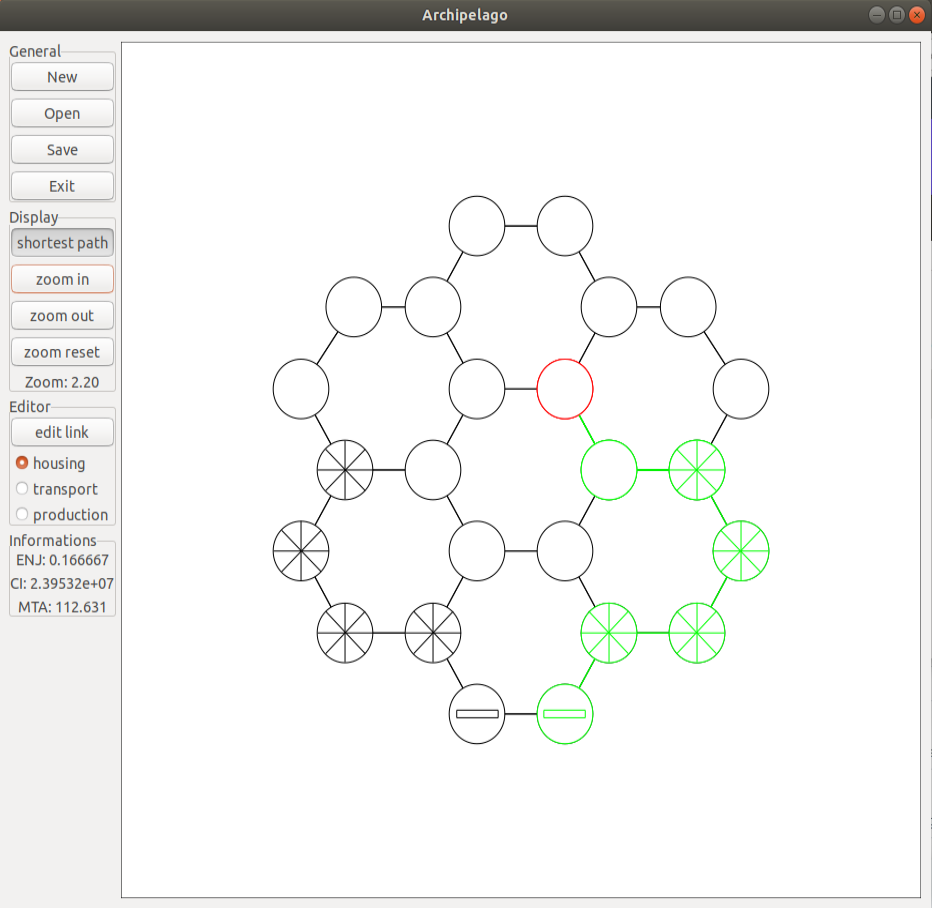 Archipelago
General
New
Open
Save
Exit
Display
shortest path
zoom in
zoom out
zoom reset
Zoom: 2.20
Editor
edit link
housing
transport
production
Informations
ENJ: 0.166667
CI: 2.39532e+07
MTA: 112.631